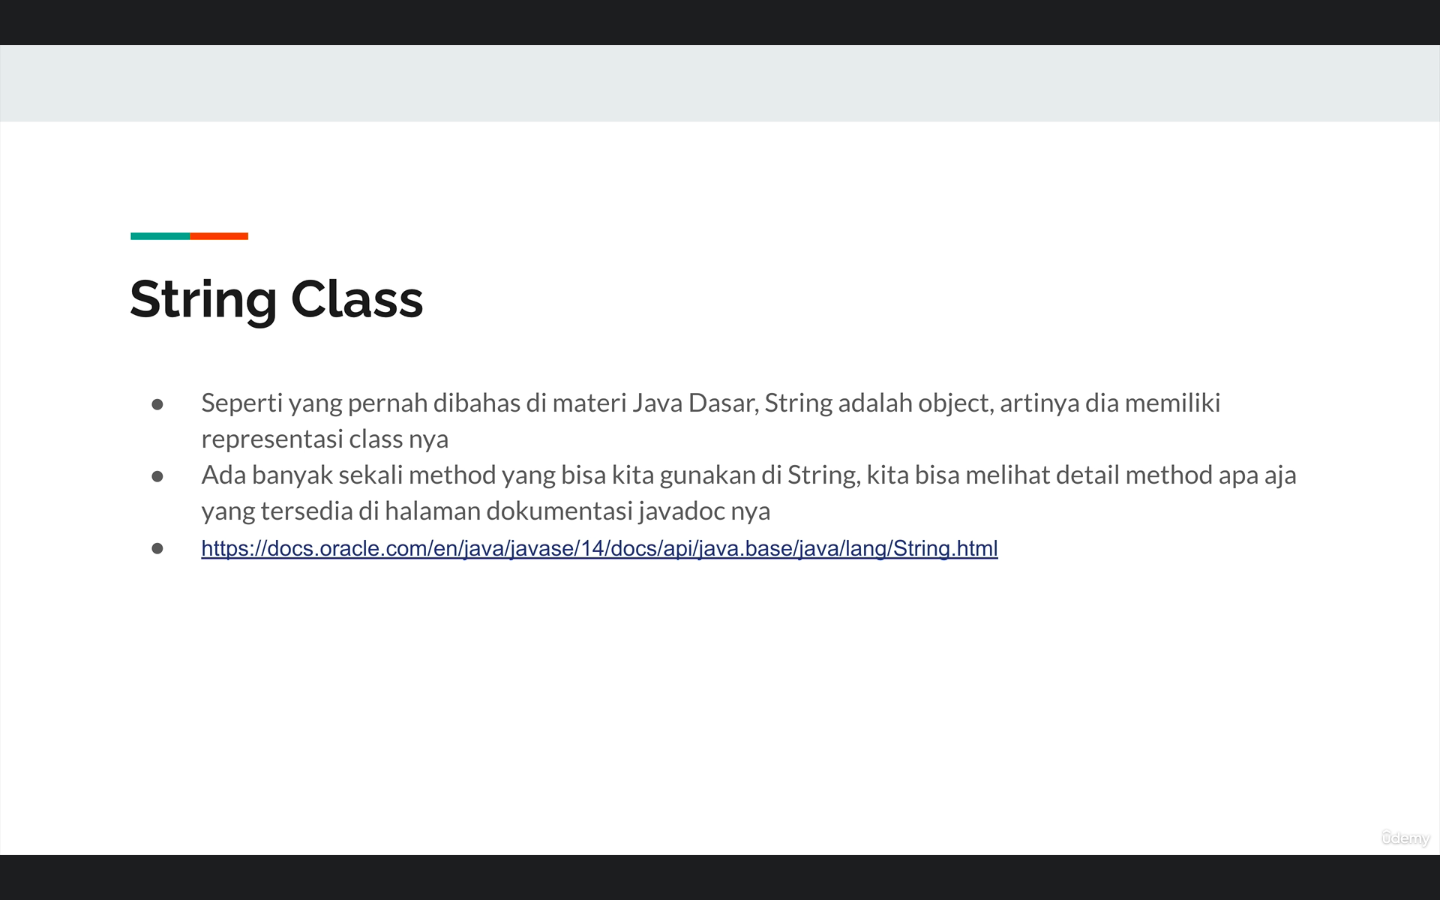 String Class
● Seperti yang pernah dibahas di materi Java Dasar, String adalah object, artinya dia memiliki
representasi class nya
● Ada banyak sekali method yang bisa kita gunakan di String, kita bisa melihat detail method apa aja
yang tersedia di halaman dokumentasi javadoc nya
● https://docs.oracle.com/en/java/javase/14/docs/api/java.base/java/lang/String.html
ûdemy